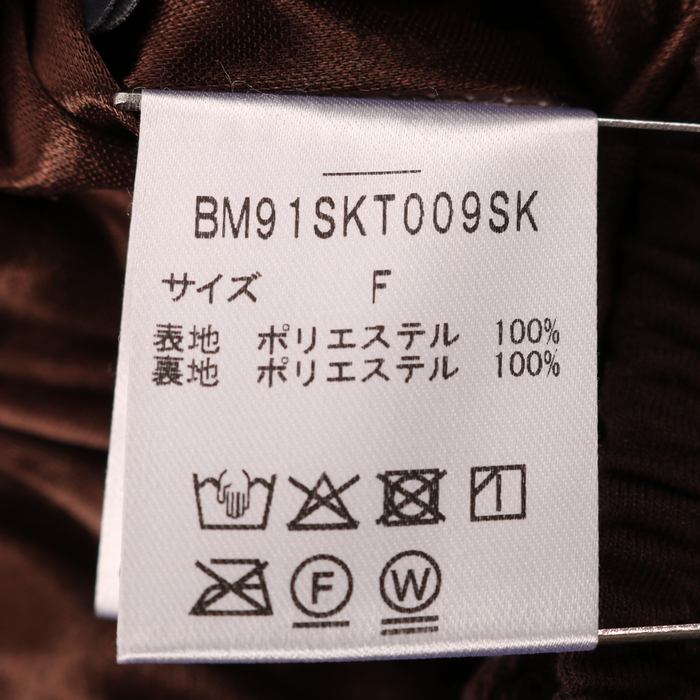 BM91SKT009SK
サイズ F
表地 ポリエステル 100%
裏地 ポリエステル 100%
F W